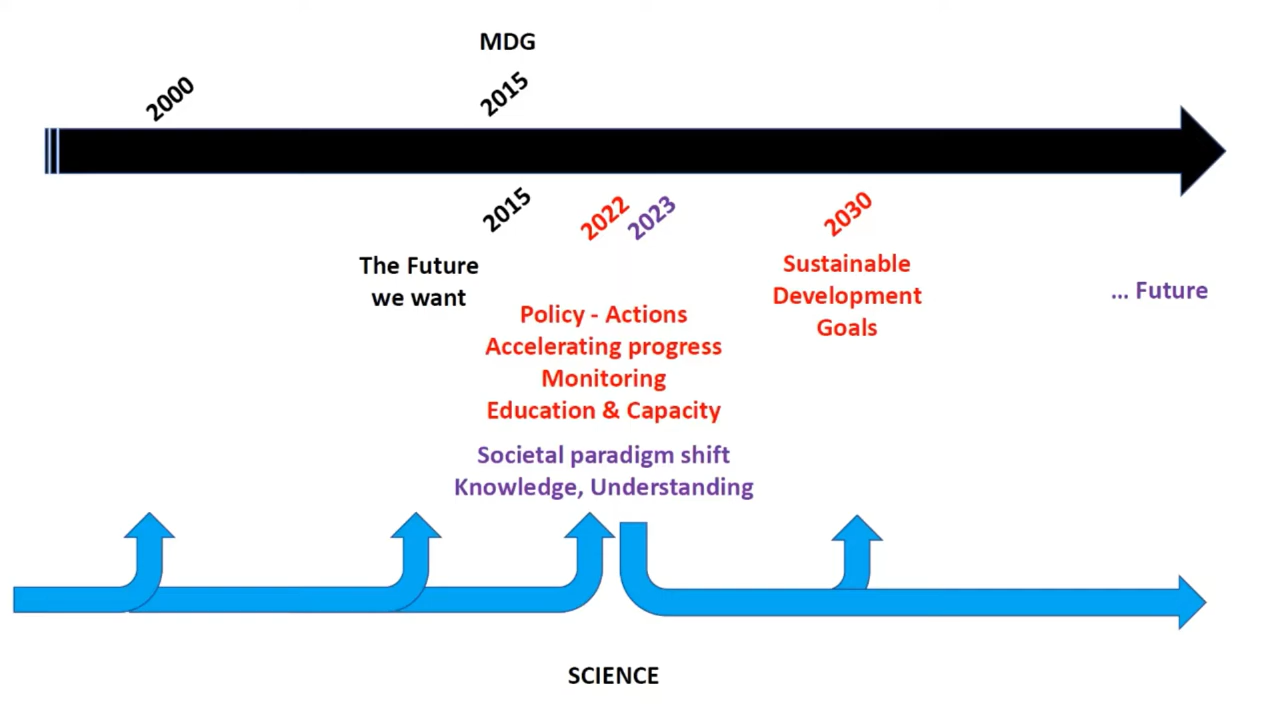 MDG
2000
2015
2015
2022
2023
2030
The Future
we want
Sustainable
Development
Goals
... Future
Policy - Actions
Accelerating progress
Monitoring
Education & Capacity
Societal paradigm shift
Knowledge, Understanding
SCIENCE